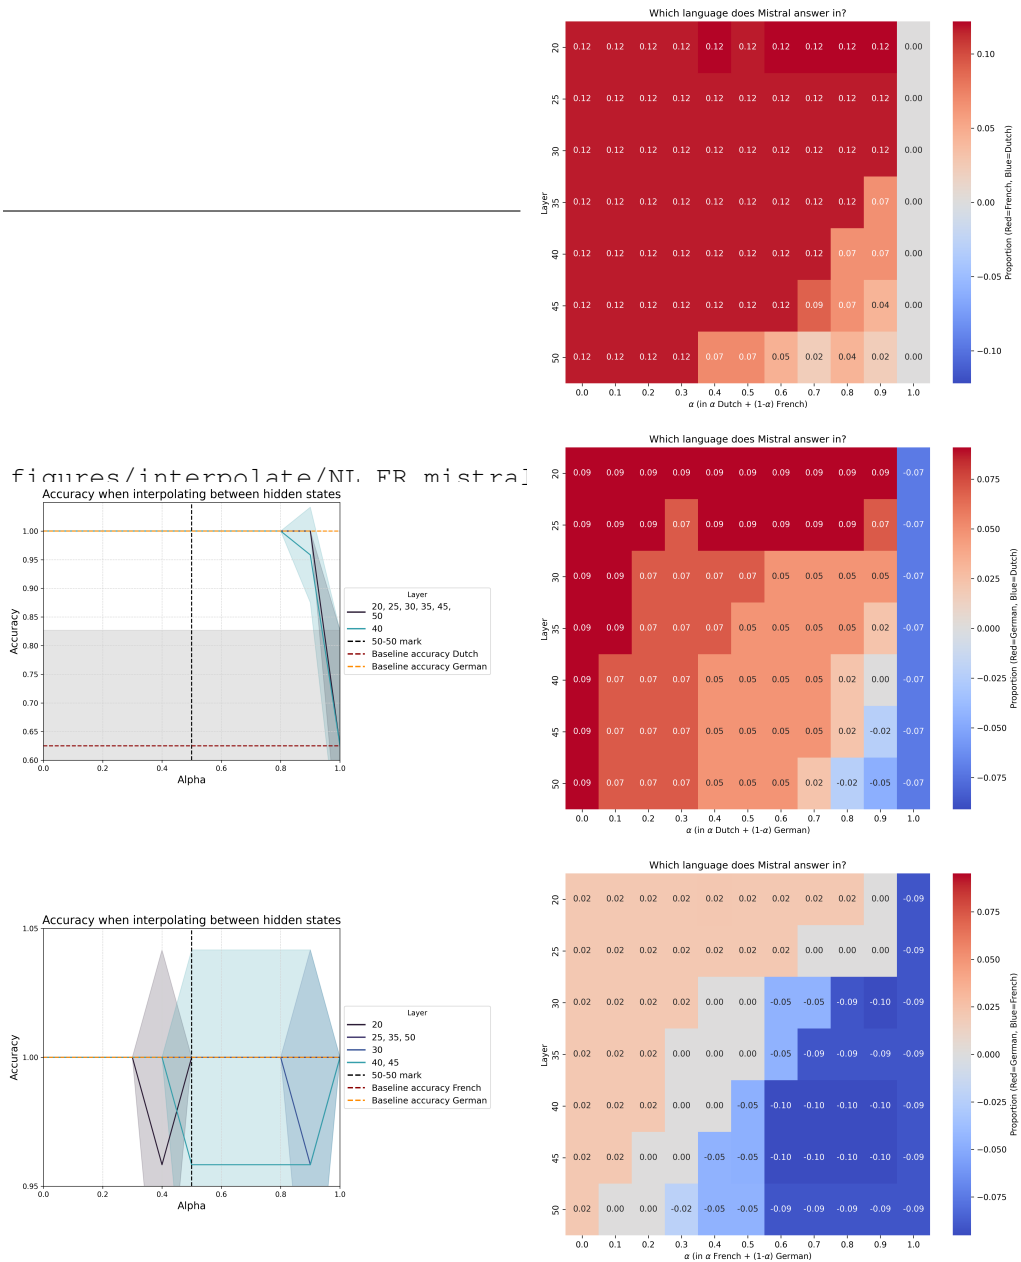 Which language does Mistral answer in?
20 0.12 0.12 0.12 0.12 0.12 0.12 0.12 0.12 0.12 0.12 0.00
25 0.12 0.12 0.12 0.12 0.12 0.12 0.12 0.12 0.12 0.12 0.00
30 0.12 0.12 0.12 0.12 0.12 0.12 0.12 0.12 0.12 0.12 0.00
35 0.12 0.12 0.12 0.12 0.12 0.12 0.12 0.12 0.12 0.07 0.00
40 0.12 0.12 0.12 0.12 0.12 0.12 0.12 0.12 0.07 0.07 0.00
45 0.12 0.12 0.12 0.12 0.12 0.12 0.12 0.09 0.07 0.04 0.00
50 0.12 0.12 0.12 0.12 0.07 0.07 0.05 0.02 0.04 0.02 0.00
Layer
0.0 0.1 0.2 0.3 0.4 0.5 0.6 0.7 0.8 0.9 1.0
α (in α Dutch + (1-α) French)
0.10
0.05
0.00
−0.05
−0.10
Proportion (Red=French, Blue=Dutch)
figures/interpolate/NL_FR_mistral
Accuracy when interpolating between hidden states
1.00
0.95
0.90
0.85
0.80
0.75
0.70
0.65
0.60
Accuracy
0.0 0.2 0.4 0.6 0.8 1.0
Alpha
Layer
20, 25, 30, 35, 45,
50
40
50-50 mark
Baseline accuracy Dutch
Baseline accuracy German
Which language does Mistral answer in?
20 0.09 0.09 0.09 0.09 0.09 0.09 0.09 0.09 0.09 0.09 -0.07
25 0.09 0.09 0.09 0.07 0.09 0.09 0.09 0.09 0.09 0.07 -0.07
30 0.09 0.09 0.07 0.07 0.07 0.07 0.05 0.05 0.05 0.05 -0.07
35 0.09 0.09 0.07 0.07 0.07 0.05 0.05 0.05 0.05 0.02 -0.07
40 0.09 0.07 0.07 0.07 0.05 0.05 0.05 0.05 0.02 0.00 -0.07
45 0.09 0.07 0.07 0.07 0.05 0.05 0.05 0.05 0.02 -0.02 -0.07
50 0.09 0.07 0.07 0.07 0.05 0.05 0.05 0.02 -0.02 -0.05 -0.07
Layer
0.0 0.1 0.2 0.3 0.4 0.5 0.6 0.7 0.8 0.9 1.0
α (in α Dutch + (1-α) German)
0.075
0.050
0.025
0.000
−0.025
−0.050
−0.075
Proportion (Red=German, Blue=Dutch)
Accuracy when interpolating between hidden states
1.05
1.00
0.95
Accuracy
0.0 0.2 0.4 0.6 0.8 1.0
Alpha
Layer
20
25, 35, 50
30
40, 45
50-50 mark
Baseline accuracy French
Baseline accuracy German
Which language does Mistral answer in?
20 0.02 0.02 0.02 0.02 0.02 0.02 0.02 0.02 0.02 0.00 -0.09
25 0.02 0.02 0.02 0.02 0.02 0.02 0.02 0.00 0.00 0.00 -0.09
30 0.02 0.02 0.02 0.02 0.00 0.00 -0.05 -0.05 -0.09 -0.10 -0.09
35 0.02 0.02 0.02 0.00 0.00 0.00 -0.05 -0.09 -0.09 -0.09 -0.09
40 0.02 0.02 0.02 0.00 0.00 -0.05 -0.10 -0.10 -0.10 -0.10 -0.09
45 0.02 0.02 0.00 0.00 -0.05 -0.05 -0.10 -0.10 -0.09 -0.09 -0.09
50 0.02 0.00 0.00 -0.02 -0.05 -0.05 -0.09 -0.09 -0.09 -0.09 -0.09
Layer
0.0 0.1 0.2 0.3 0.4 0.5 0.6 0.7 0.8 0.9 1.0
α (in α French + (1-α) German)
0.075
0.050
0.025
0.000
−0.025
−0.050
−0.075
Proportion (Red=German, Blue=French)